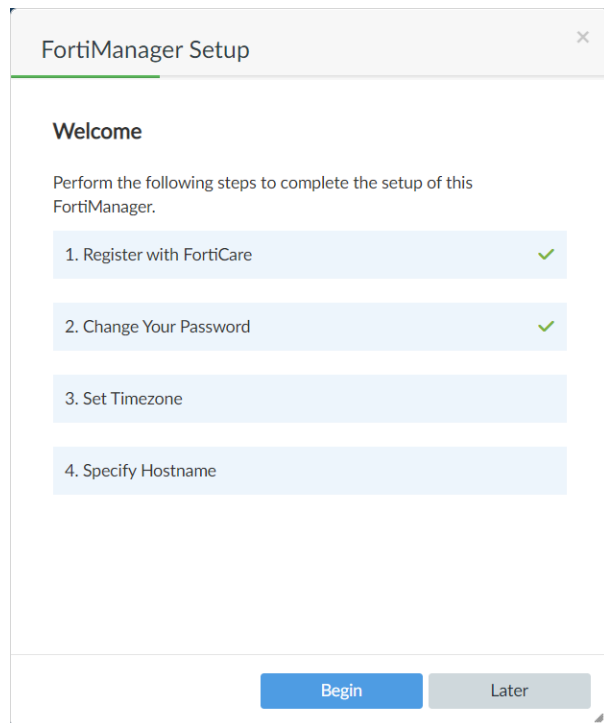 FortiManager Setup
Welcome
Perform the following steps to complete the setup of this
FortiManager.
1. Register with FortiCare
2. Change Your Password
3. Set Timezone
4. Specify Hostname
Begin
Later